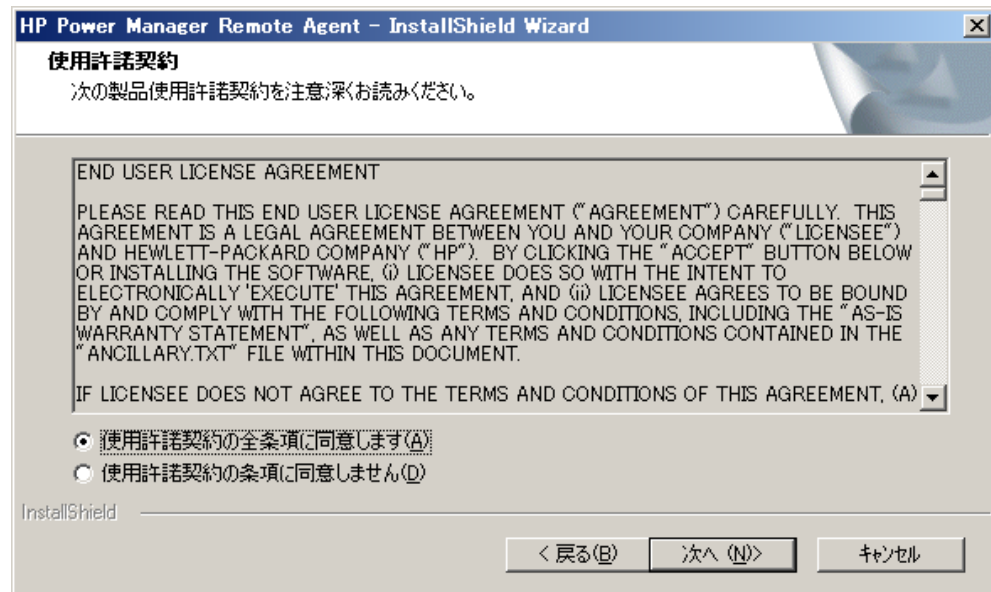 HP Power Manager Remote Agent - InstallShield Wizard
使用許諾契約
次の製品使用許諾契約を注意深くお読みください。
END USER LICENSE AGREEMENT
PLEASE READ THIS END USER LICENSE AGREEMENT ("AGREEMENT") CAREFULLY. THIS
AGREEMENT IS A LEGAL AGREEMENT BETWEEN YOU AND YOUR COMPANY ("LICENSEE")
AND HEWLETT-PACKARD COMPANY ("HP"). BY CLICKING THE "ACCEPT" BUTTON BELOW
OR INSTALLING THE SOFTWARE, (i) LICENSEE DOES SO WITH THE INTENT TO
ELECTRONICALLY 'EXECUTE' THIS AGREEMENT, AND (ii) LICENSEE AGREES TO BE BOUND
BY AND COMPLY WITH THE FOLLOWING TERMS AND CONDITIONS, INCLUDING THE "AS-IS
WARRANTY STATEMENT", AS WELL AS ANY TERMS AND CONDITIONS CONTAINED IN THE
"ANCILLARY.TXT" FILE WITHIN THIS DOCUMENT.
IF LICENSEE DOES NOT AGREE TO THE TERMS AND CONDITIONS OF THIS AGREEMENT, (A)
使用許諾契約の全条項に同意します(A)
使用許諾契約の条項に同意しません(D)
InstallShield
< 戻る(B)
次へ (N)>
キャンセル